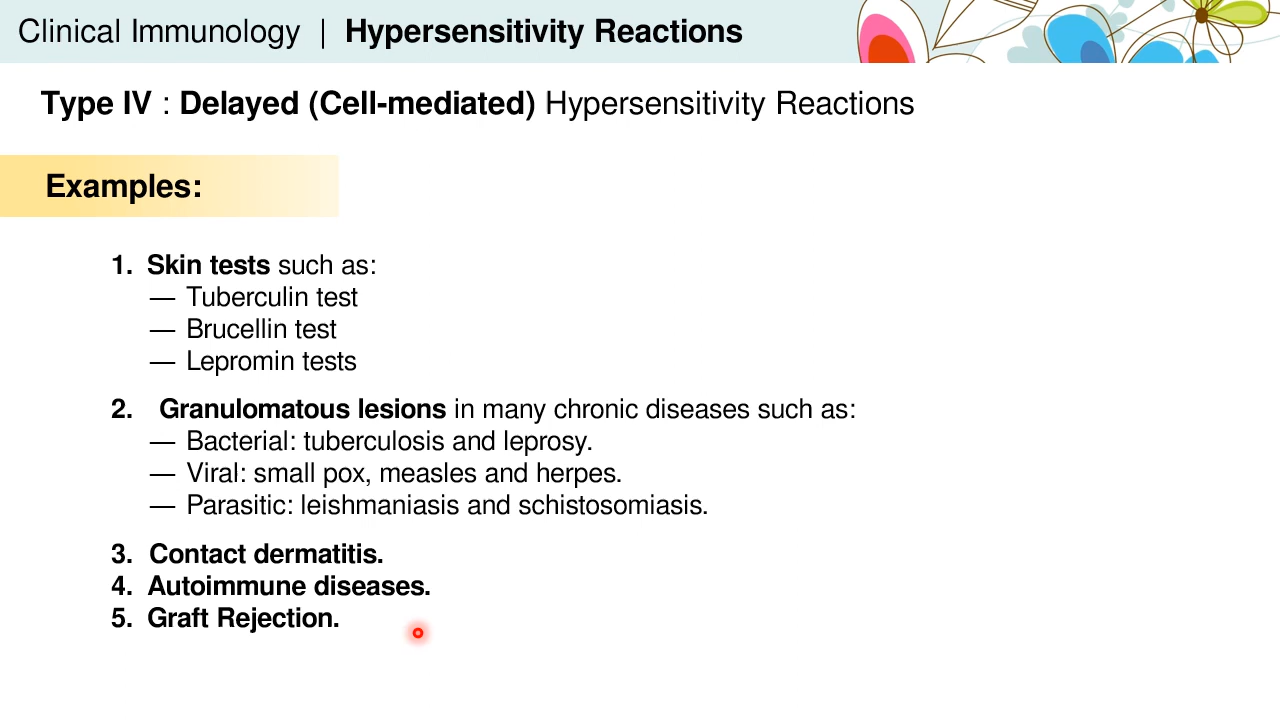 Clinical Immunology | Hypersensitivity Reactions
Type IV : Delayed (Cell-mediated) Hypersensitivity Reactions
Examples:
1. Skin tests such as:
— Tuberculin test
— Brucellin test
— Lepromin tests
2. Granulomatous lesions in many chronic diseases such as:
— Bacterial: tuberculosis and leprosy.
— Viral: small pox, measles and herpes.
— Parasitic: leishmaniasis and schistosomiasis.
3. Contact dermatitis.
4. Autoimmune diseases.
5. Graft Rejection.